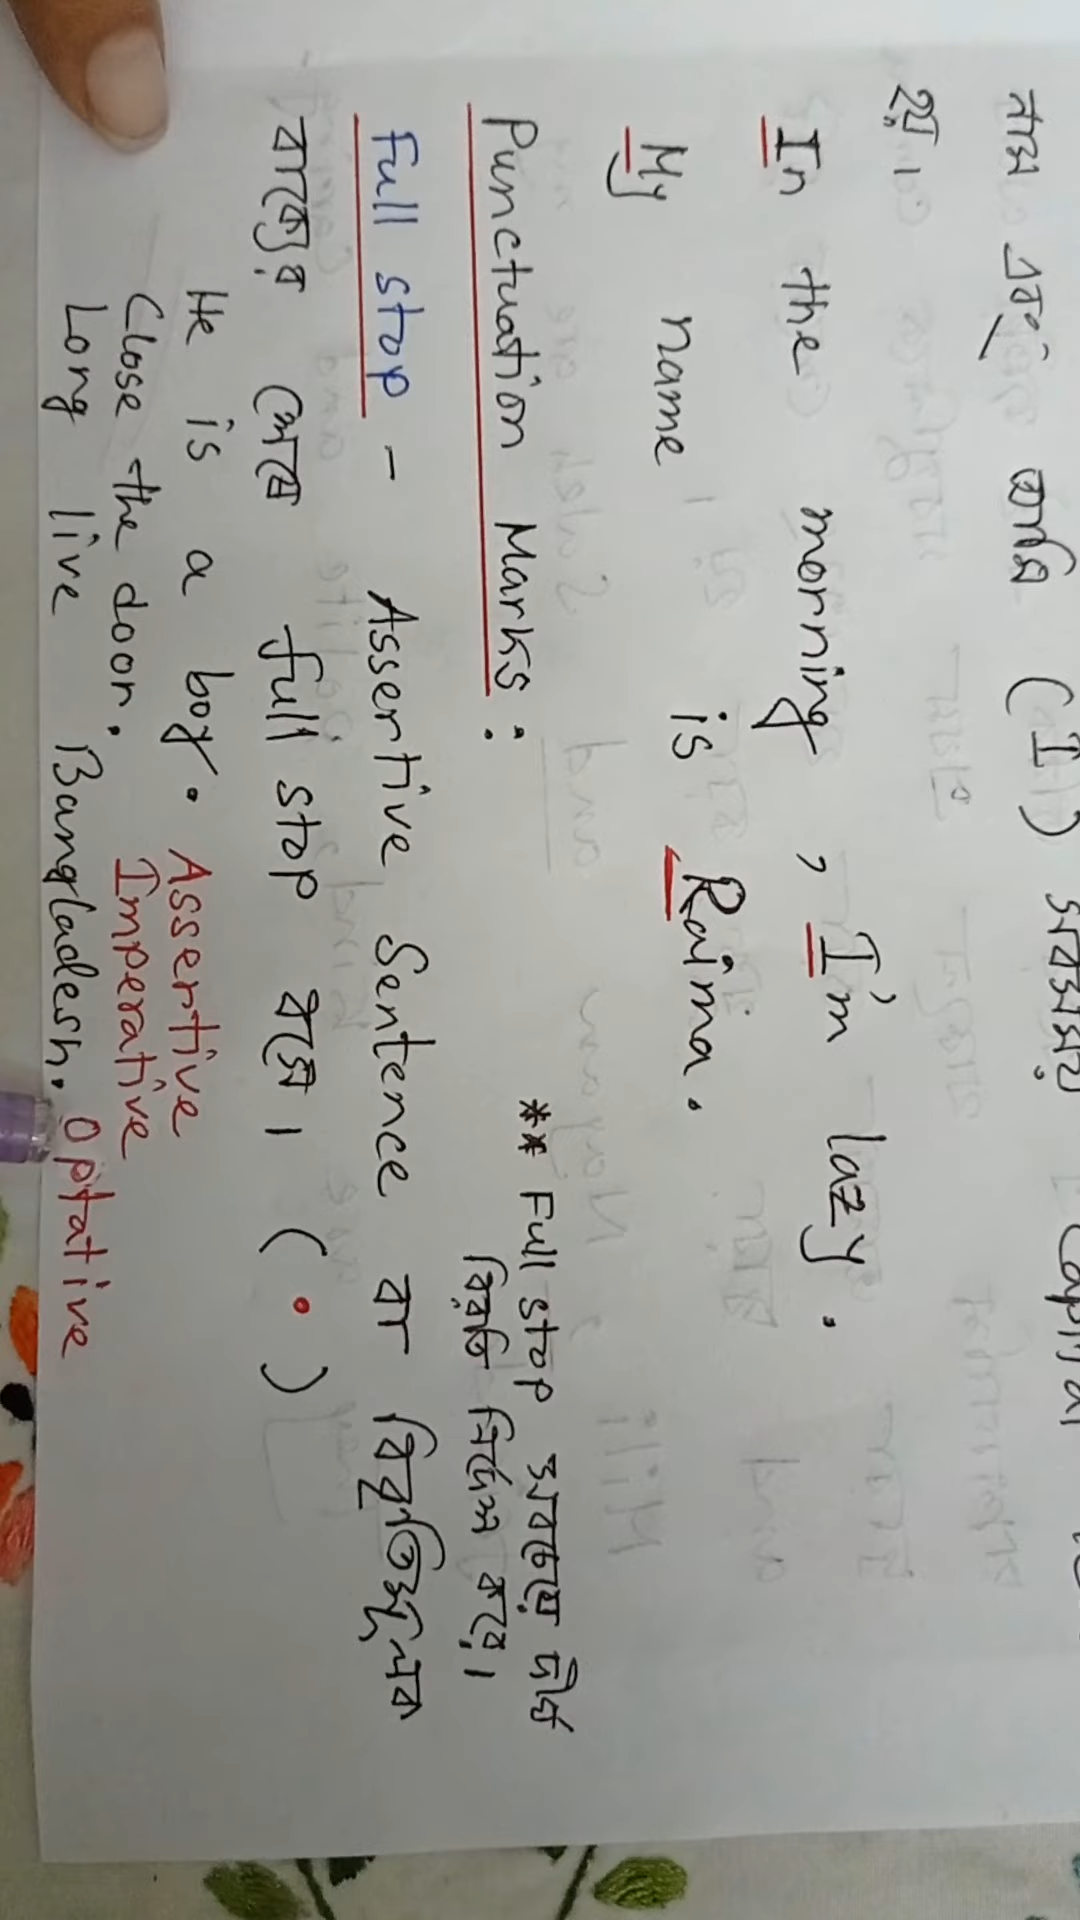 নাম এবং আমি (I) সবসময় Capital
হয়।
In the morning, I'm lazy.
My name is Raima.
Punctuation Marks:
** Full stop সবচেয়ে দীর্ঘ
বিরতি নির্দেশ করে।
Full stop - Assertive Sentence বা বিবৃতিমূলক
বাক্যের শেষে full stop বসে। (.)
He is a boy. Assertive
Close the door. Imperative
Long live Bangladesh. Optative